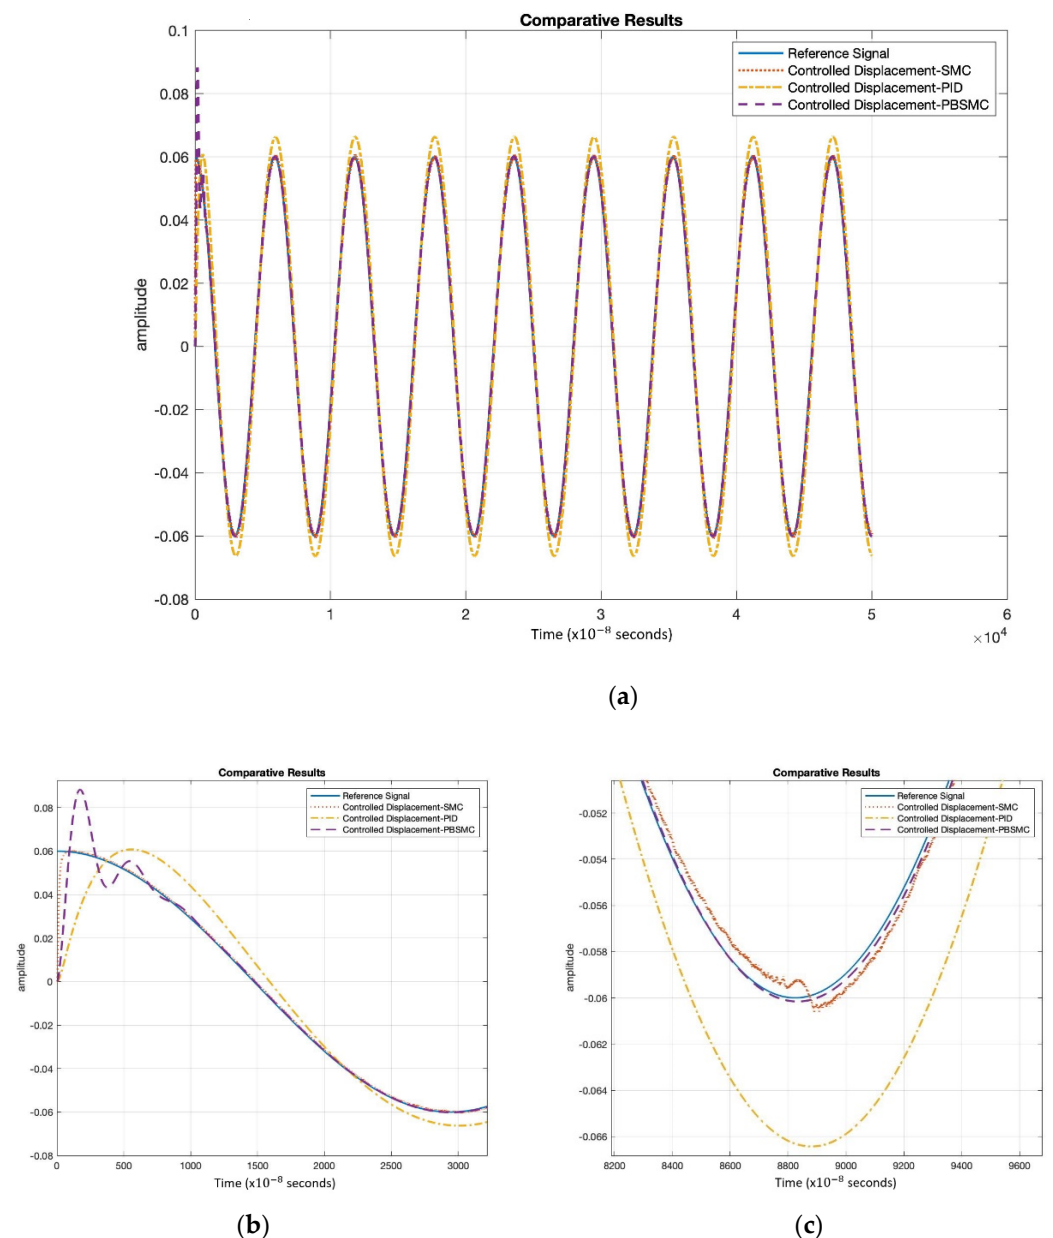 Comparative Results
Reference Signal
Controlled Displacement-SMC
Controlled Displacement-PID
Controlled Displacement-PBSMC
0.1
0.08
0.06
0.04
0.02
0
-0.02
-0.04
-0.06
-0.08
amplitude
0 1 2 3 4 5 6
Time (x10⁻⁸ seconds)
×10⁴
(a)
Comparative Results
Reference Signal
Controlled Displacement-SMC
Controlled Displacement-PID
Controlled Displacement-PBSMC
0.08
0.06
0.04
0.02
0
-0.02
-0.04
-0.06
-0.08
amplitude
0 500 1000 1500 2000 2500 3000
Time (x10⁻⁸ seconds)
(b)
Comparative Results
Reference Signal
Controlled Displacement-SMC
Controlled Displacement-PID
Controlled Displacement-PBSMC
-0.052
-0.054
-0.056
-0.058
-0.06
-0.062
-0.064
-0.066
amplitude
8200 8400 8600 8800 9000 9200 9400 9600
Time (x10⁻⁸ seconds)
(c)